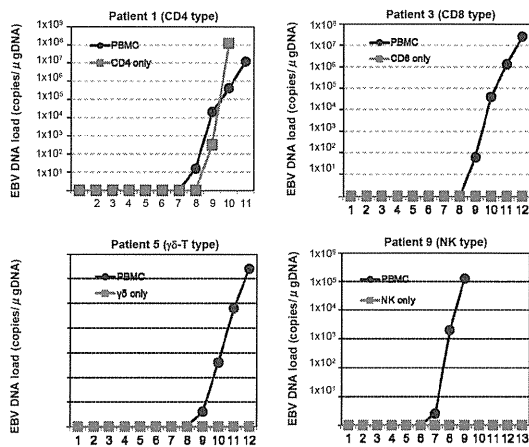 Patient 1 (CD4 type)
EBV DNA load (copies/μgDNA)
1x10⁹
1x10⁸
1x10⁷
1x10⁶
1x10⁵
1x10⁴
1x10³
1x10²
1x10¹
PBMC
CD4 only
2 3 4 5 6 7 8 9 10 11
Patient 3 (CD8 type)
EBV DNA load (copies/μgDNA)
1x10⁸
1x10⁷
1x10⁶
1x10⁵
1x10⁴
1x10³
1x10²
1x10¹
PBMC
CD8 only
1 2 3 4 5 6 7 8 9 10 11 12
Patient 5 (γδ-T type)
EBV DNA load (copies/μgDNA)
PBMC
γδ only
1 2 3 4 5 6 7 8 9 10 11 12
Patient 9 (NK type)
EBV DNA load (copies/μgDNA)
1x10⁶
1x10⁵
1x10⁴
1x10³
1x10²
1x10¹
PBMC
NK only
1 2 3 4 5 6 7 8 9 10 11 12